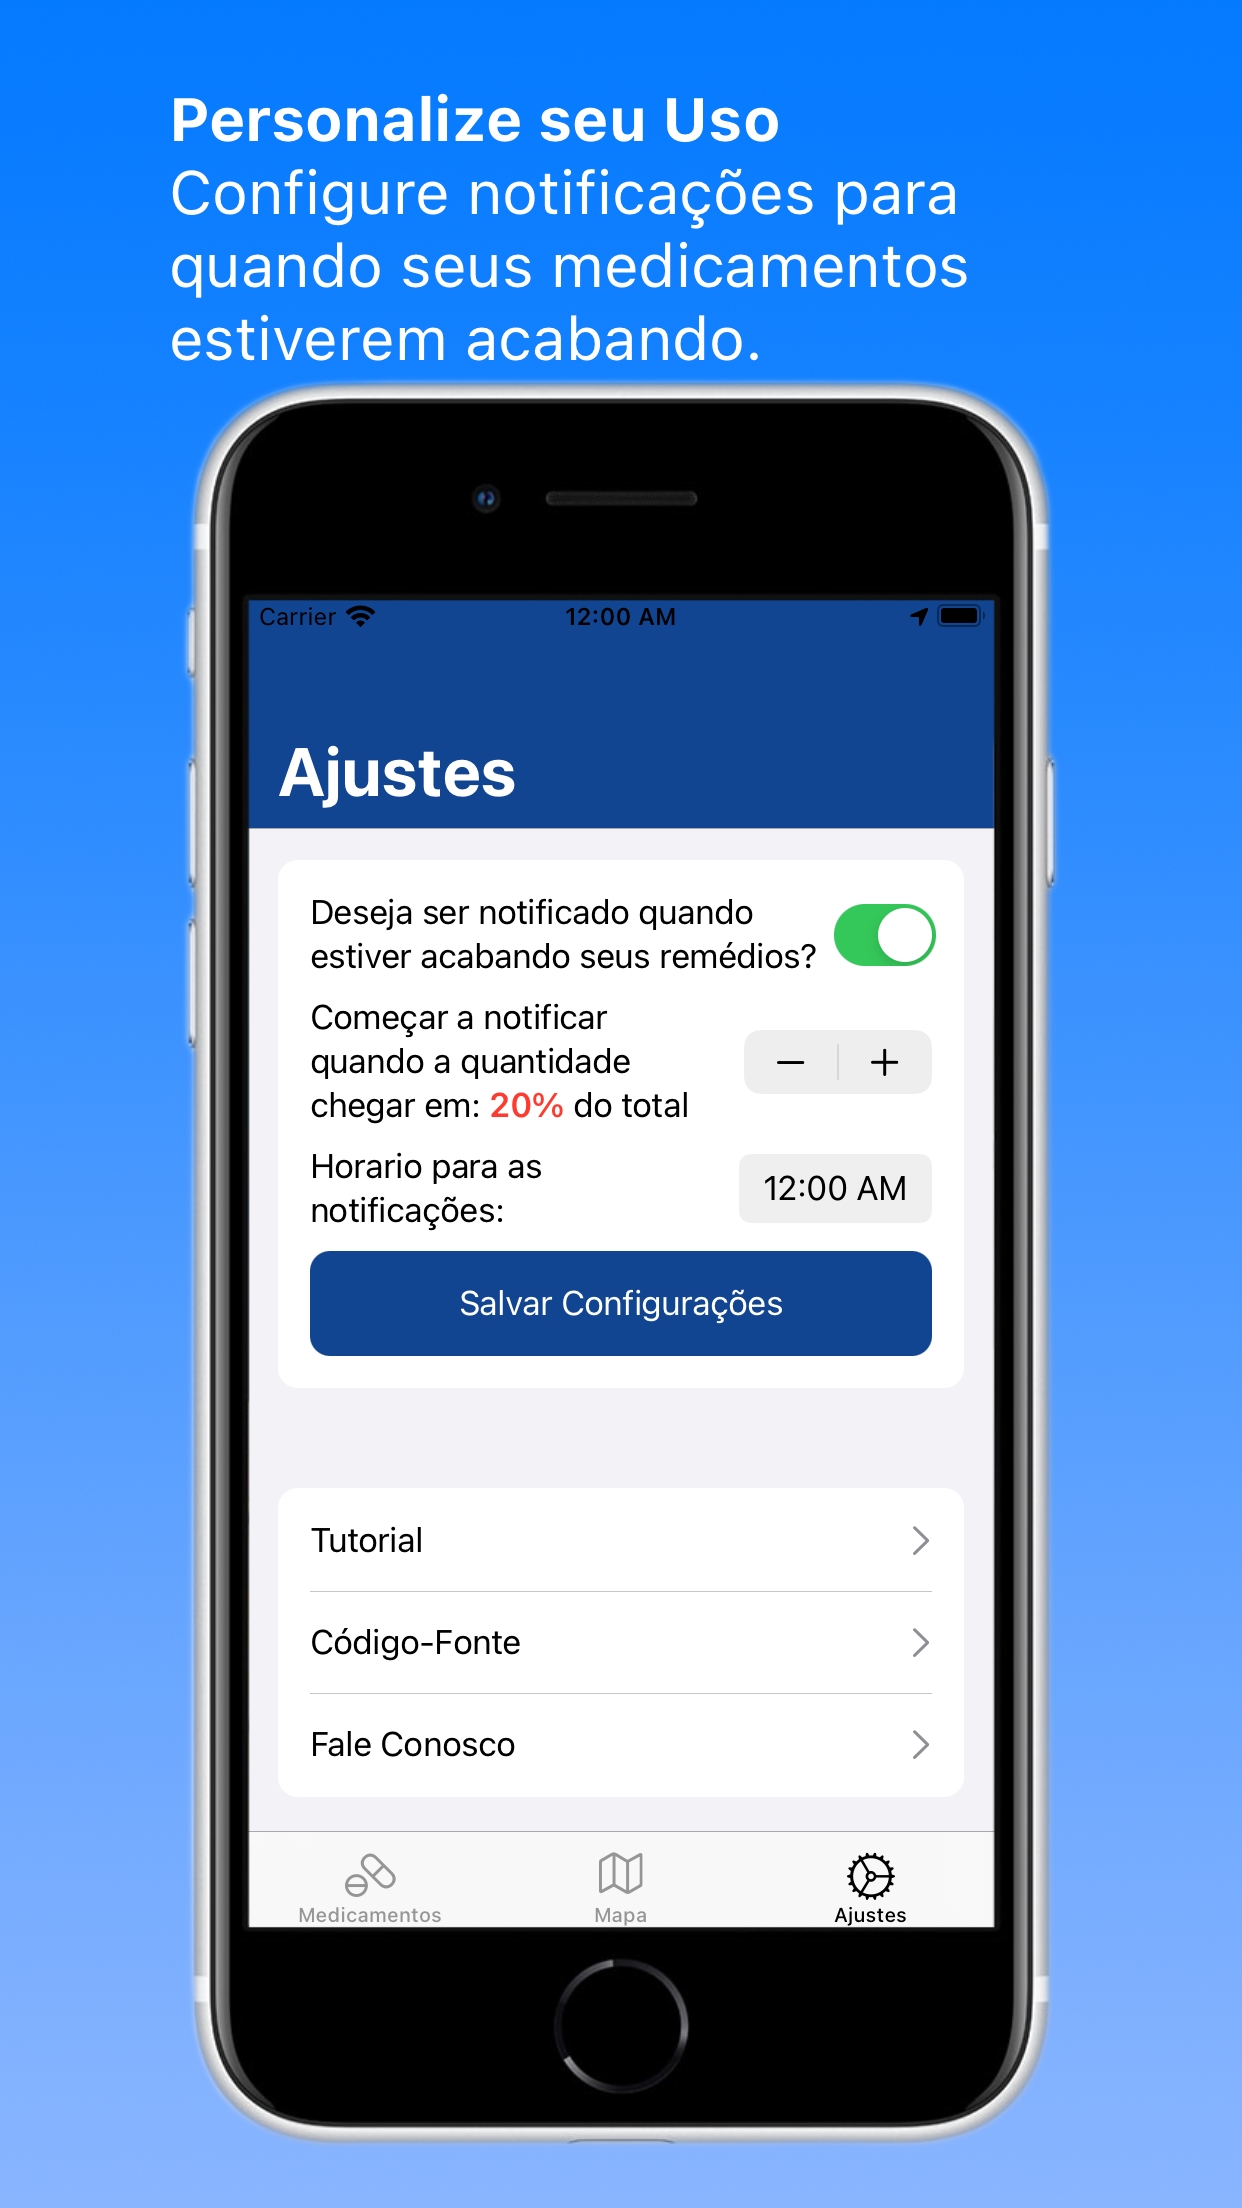 Personalize seu Uso
Configure notificações para
quando seus medicamentos
estiverem acabando.
Carrier 12:00 AM
Ajustes
Deseja ser notificado quando
estiver acabando seus remédios?
Começar a notificar
quando a quantidade
chegar em: 20% do total
Horario para as
notificações:
12:00 AM
Salvar Configurações
Tutorial
Código-Fonte
Fale Conosco
Medicamentos Mapa Ajustes